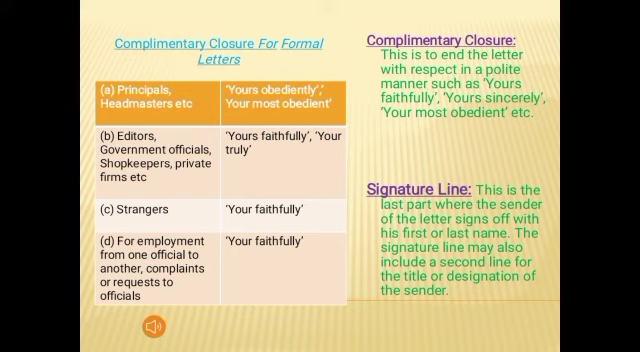 Complimentary Closure For Formal
Letters
(a) Principals,
Headmasters etc
'Yours obediently','
Your most obedient'
(b) Editors,
Government officials,
Shopkeepers, private
firms etc
'Yours faithfully', 'Your
truly'
(c) Strangers
'Your faithfully'
(d) For employment
from one official to
another, complaints
or requests to
officials
'Your faithfully'
Complimentary Closure:
This is to end the letter
with respect in a polite
manner such as 'Yours
faithfully', 'Yours sincerely',
'Your most obedient' etc.
Signature Line: This is the
last part where the sender
of the letter signs off with
his first or last name. The
signature line may also
include a second line for
the title or designation of
the sender.